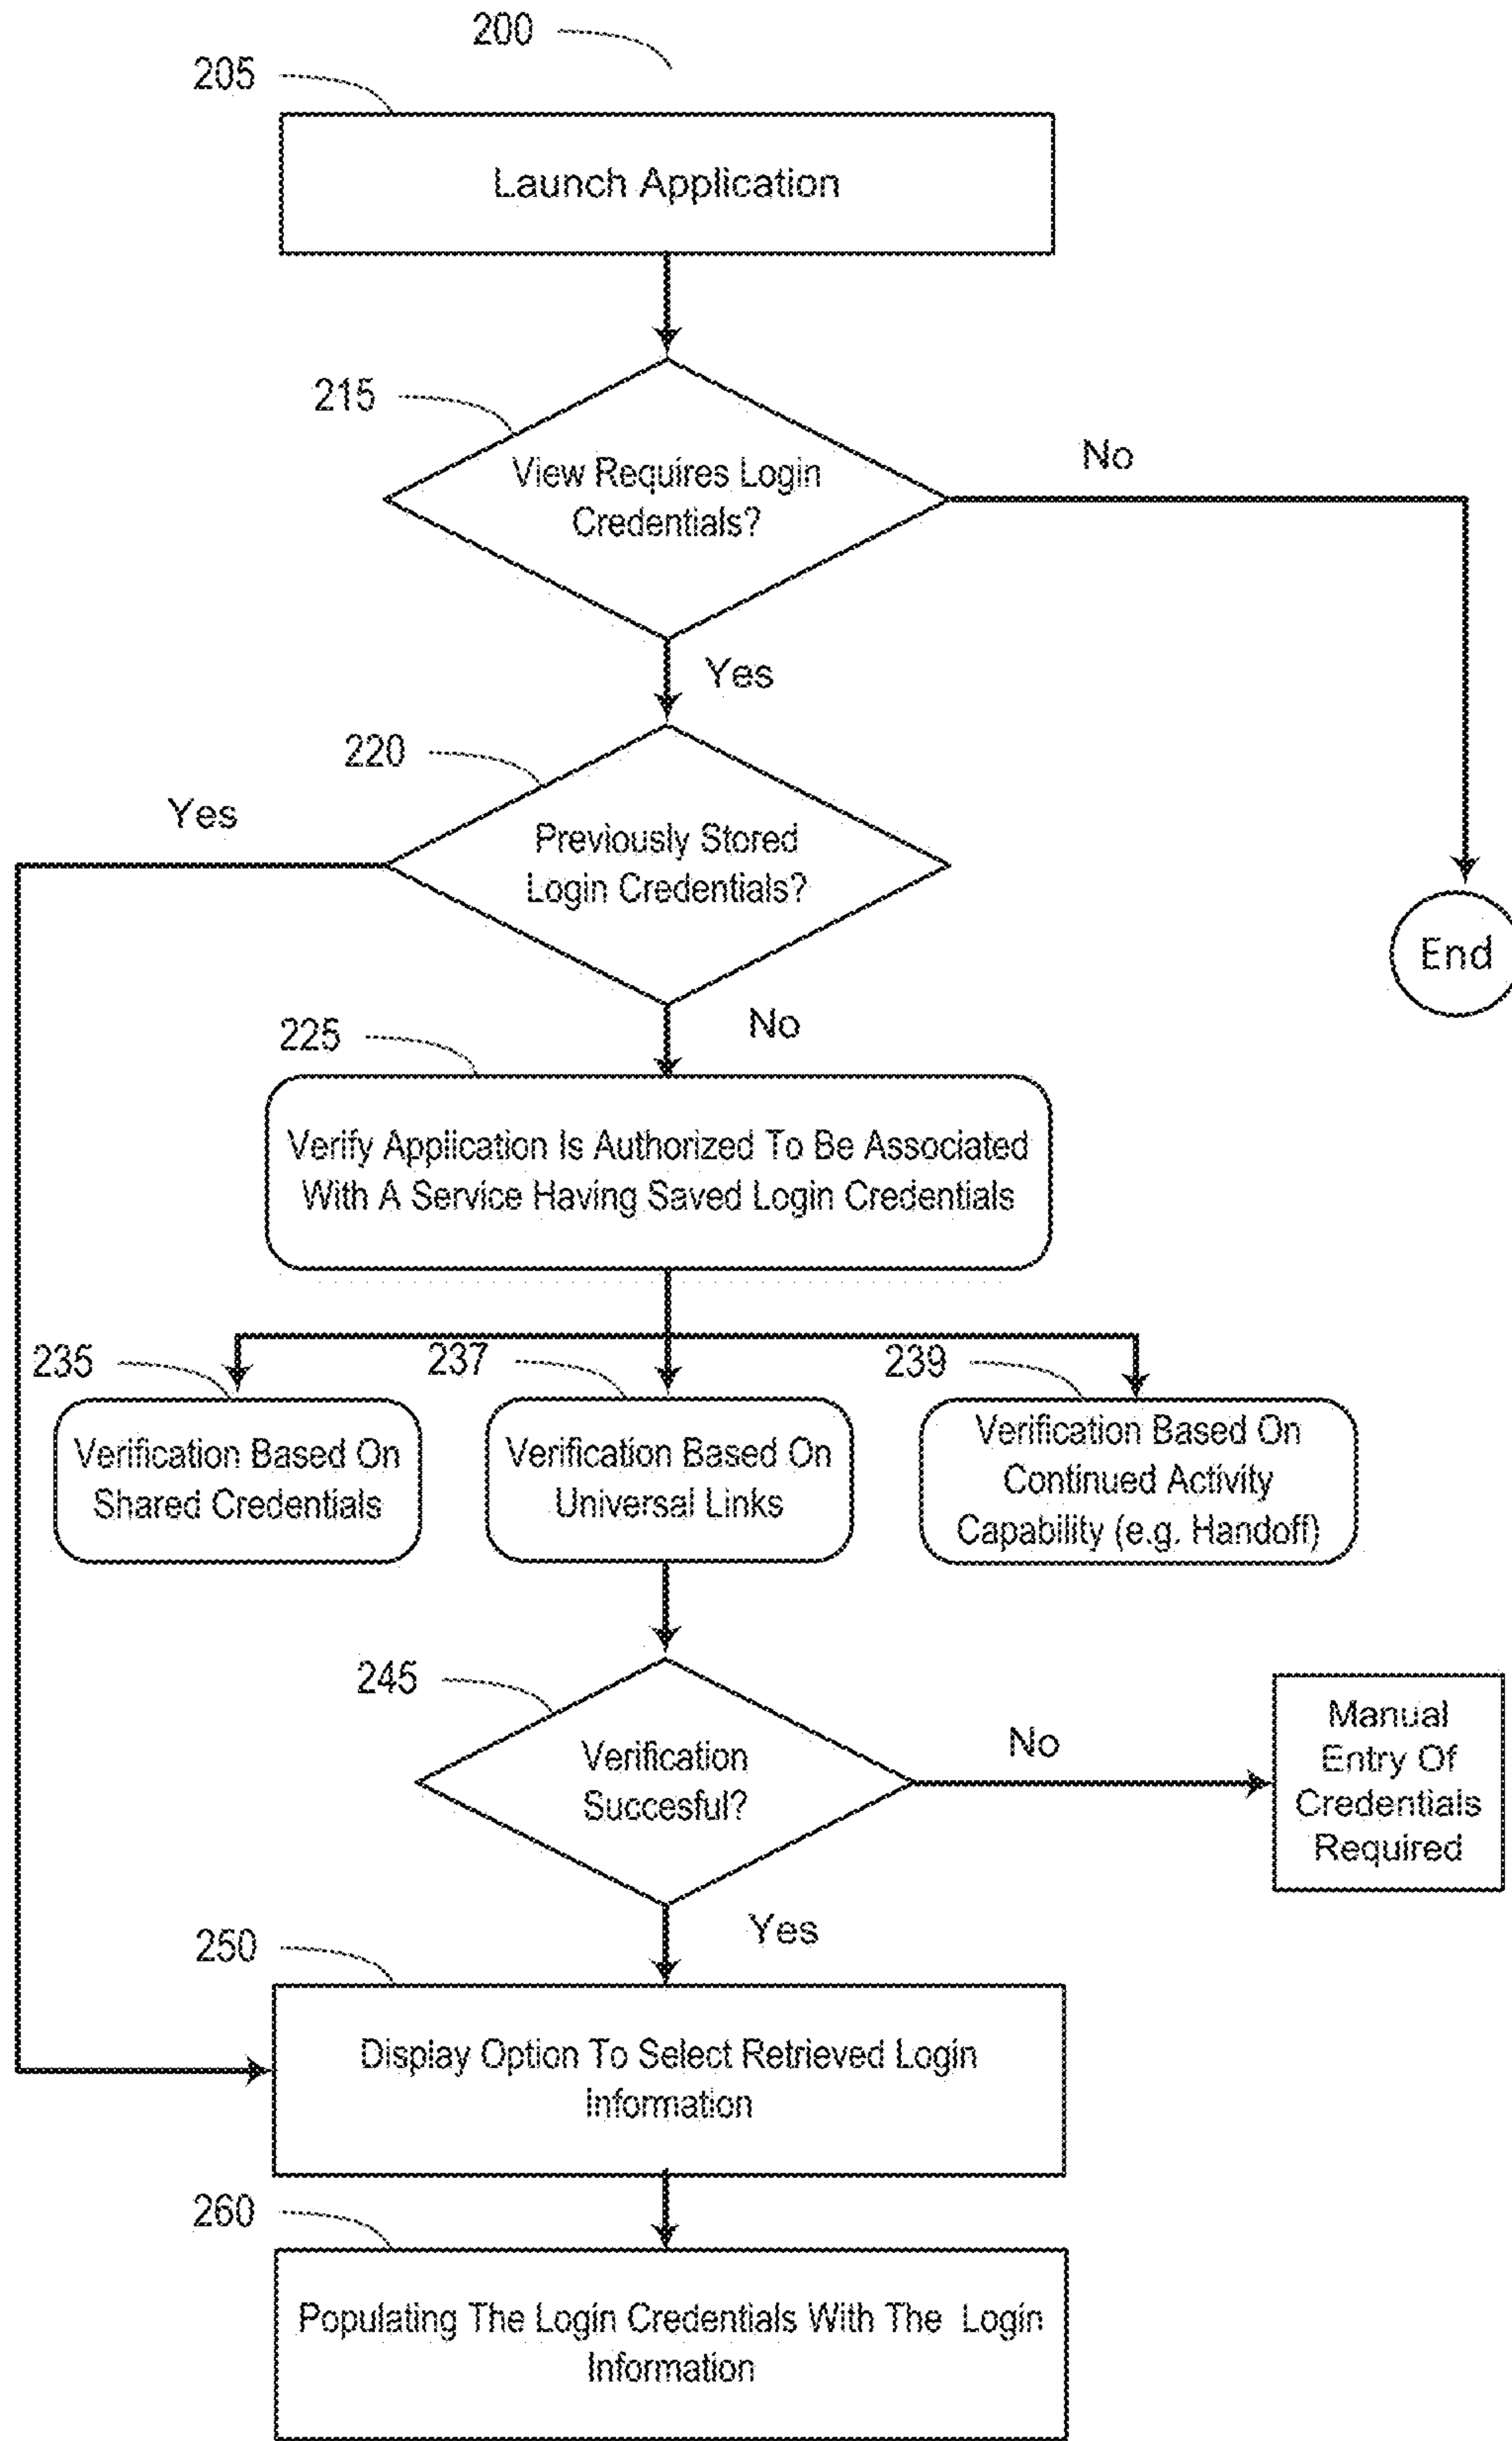 200
205
Launch Application
215
View Requires Login
Credentials?
No
Yes
220
Yes
Previously Stored
Login Credentials?
End
No
225
Verify Application Is Authorized To Be Associated
With A Service Having Saved Login Credentials
235
237
239
Verification Based On
Shared Credentials
Verification Based On
Universal Links
Verification Based On
Continued Activity
Capability (e.g. Handoff)
245
Verification
Succesful?
No
Manual
Entry Of
Credentials
Required
Yes
250
Display Option To Select Retrieved Login
Information
260
Populating The Login Credentials With The Login
Information